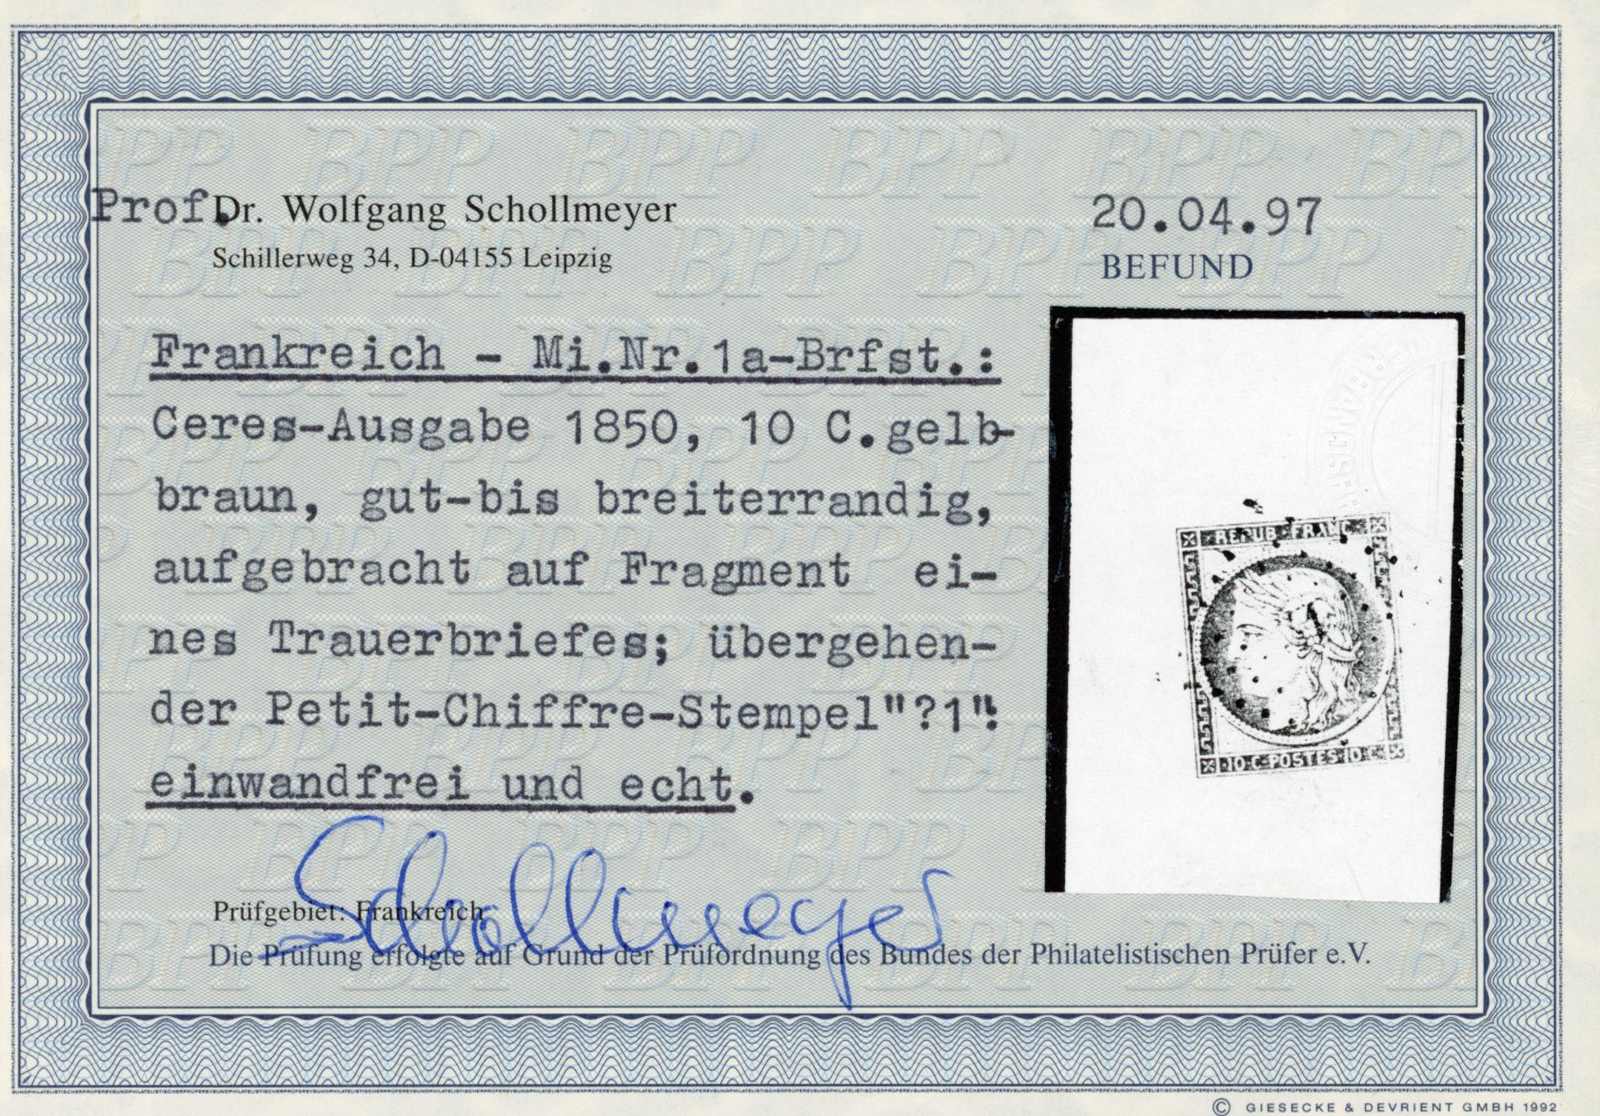 Prof. Dr. Wolfgang Schollmeyer
Schillerweg 34, D-04155 Leipzig
20.04.97
BEFUND
Frankreich - Mi.Nr.1a-Brfst.:
Ceres-Ausgabe 1850, 10 C.gelb-
braun, gut-bis breiterrandig,
aufgebracht auf Fragment ei-
nes Trauerbriefes; übergehen-
der Petit-Chiffre-Stempel"?1":
einwandfrei und echt.
REPUB FRANC
10 C POSTES 10 C
Schollmeyer
Prüfgebiet: Frankreich
Die Prüfung erfolgte auf Grund der Prüfordnung des Bundes der Philatelistischen Prüfer e.V.
© GIESECKE & DEVRIENT GMBH 1992